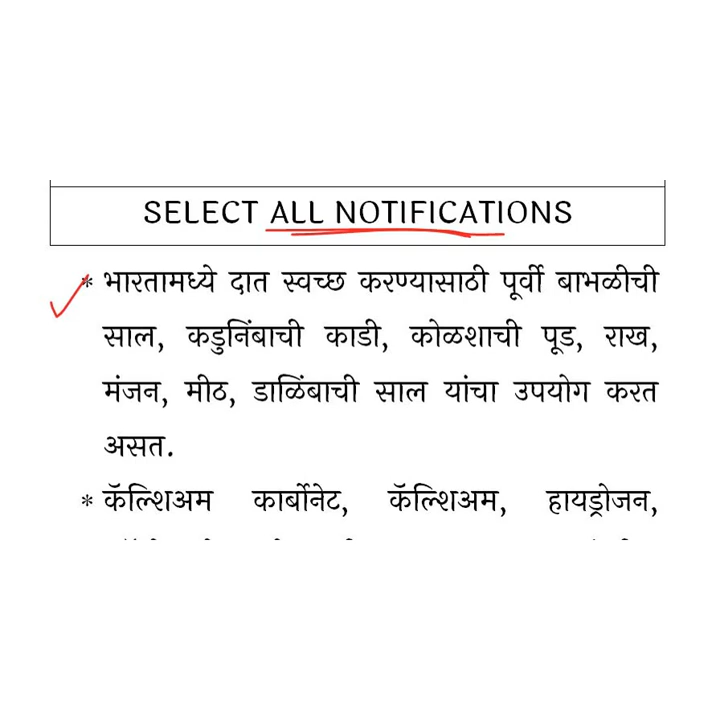 SELECT ALL NOTIFICATIONS
* भारतामध्ये दात स्वच्छ करण्यासाठी पूर्वी बाभळीची
साल, कडुनिंबाची काडी, कोळशाची पूड, राख,
मंजन, मीठ, डाळिंबाची साल यांचा उपयोग करत
असत.
* कॅल्शिअम कार्बोनेट, कॅल्शिअम, हायड्रोजन,